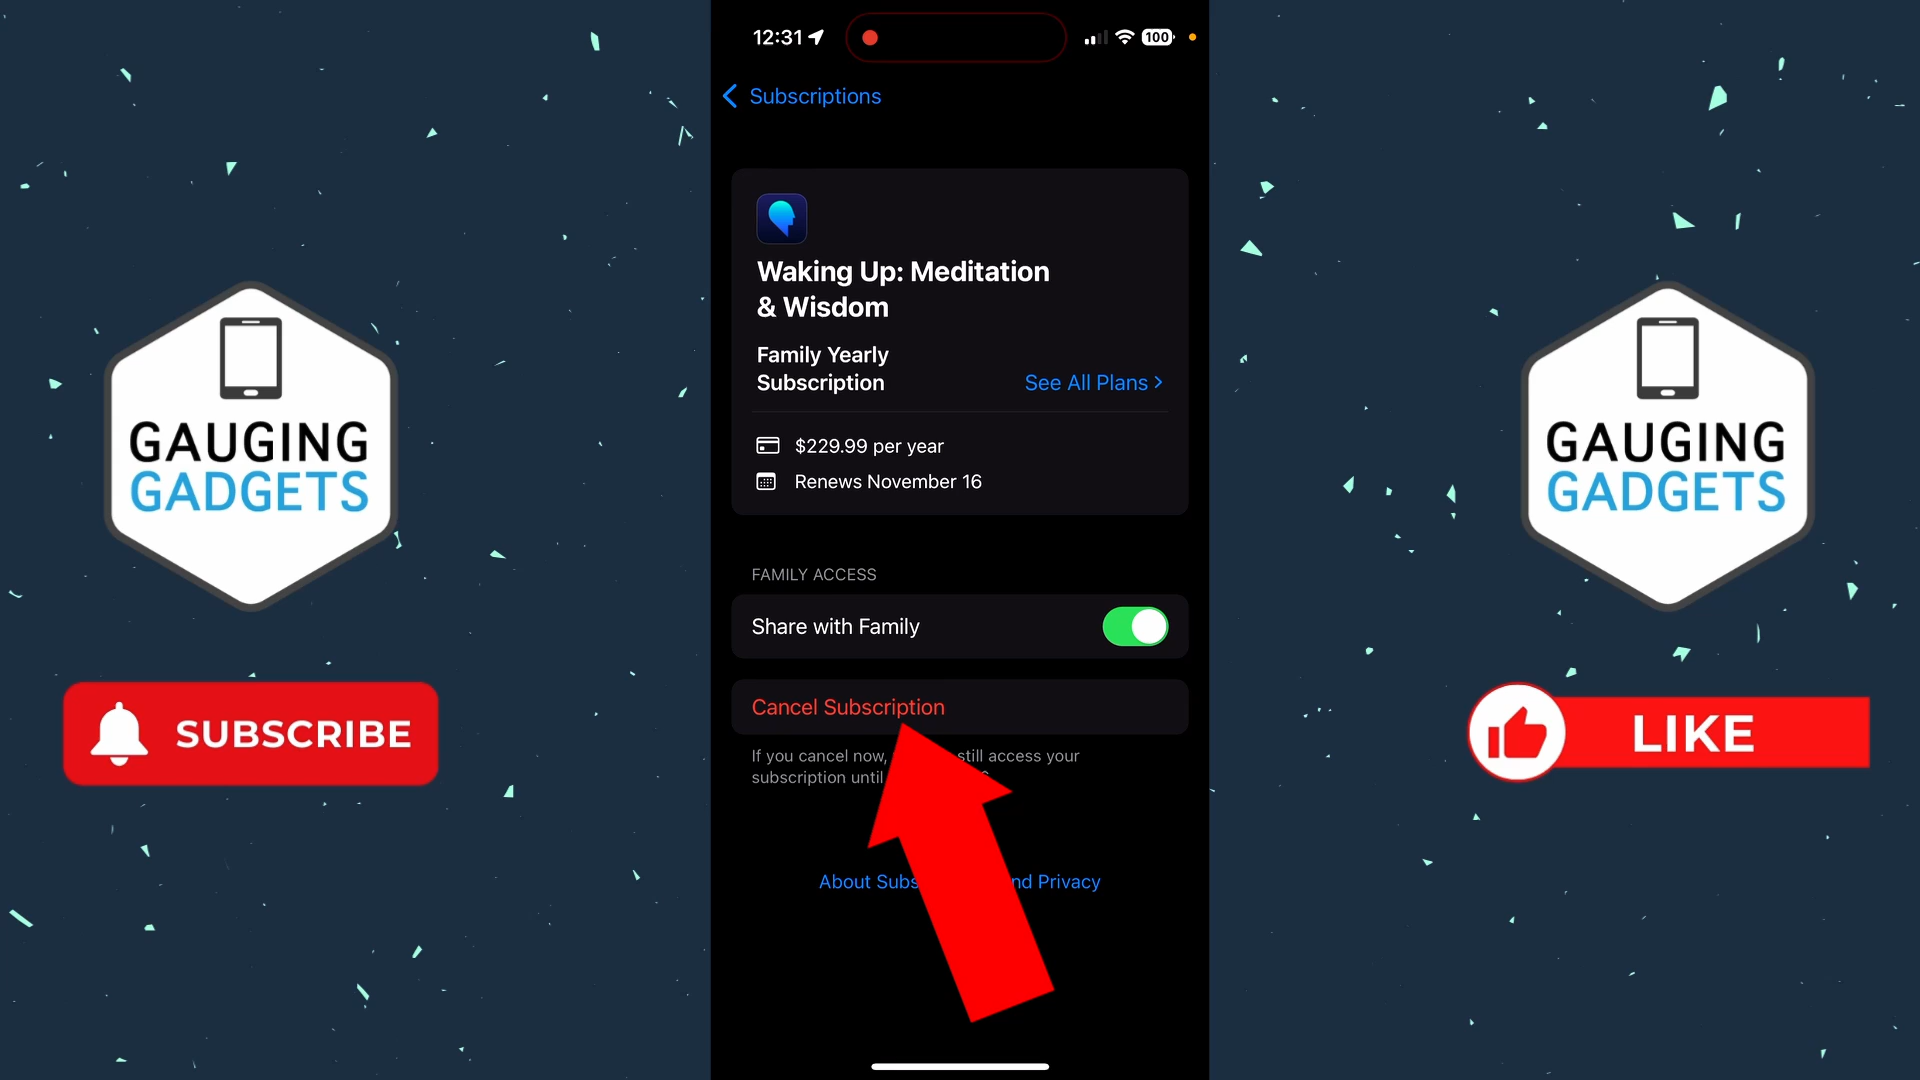 12:31
100
Subscriptions
Waking Up: Meditation
& Wisdom
Family Yearly
Subscription
See All Plans
$229.99 per year
Renews November 16
FAMILY ACCESS
Share with Family
Cancel Subscription
If you cancel now, still access your
subscription until
About nd Privacy
GAUGING
GADGETS
SUBSCRIBE
GAUGING
GADGETS
LIKE